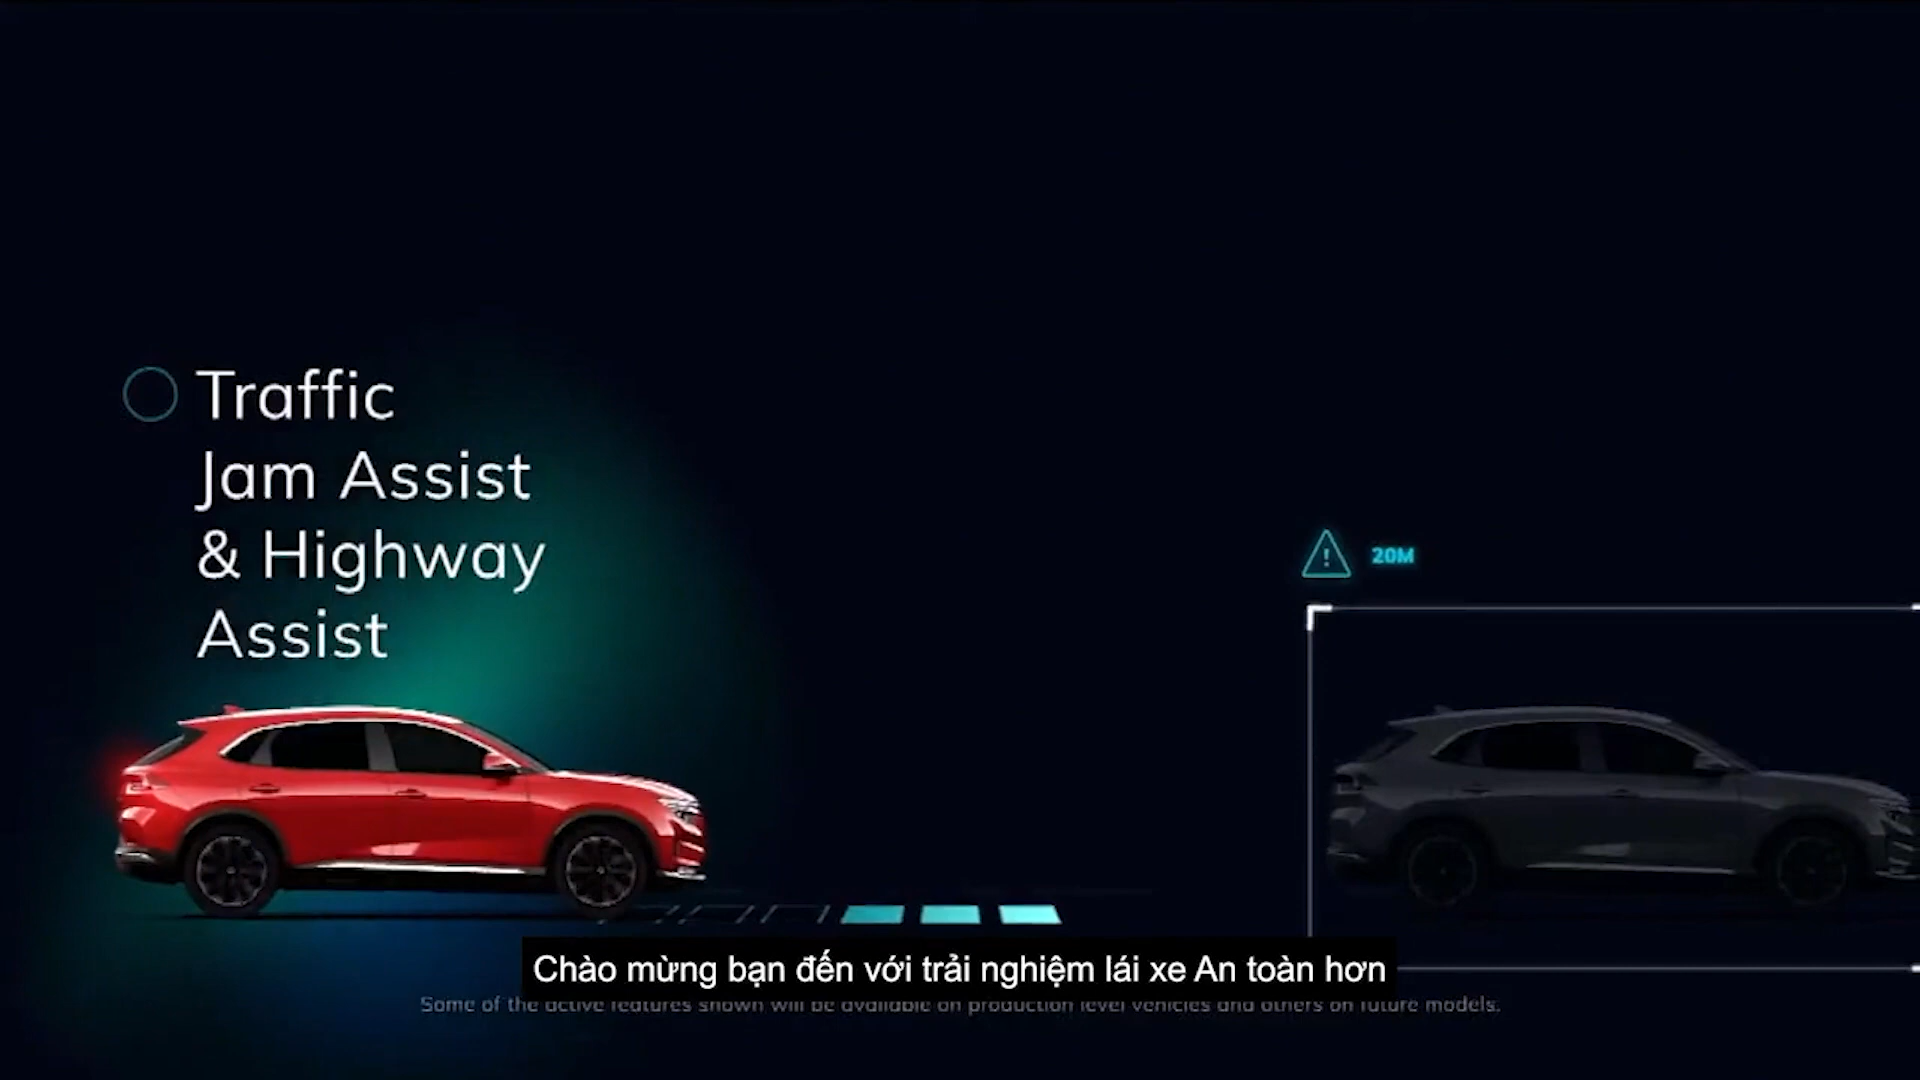 Traffic
Jam Assist
& Highway
Assist
20M
Chào mừng bạn đến với trải nghiệm lái xe An toàn hơn
Some of the active features shown will be available on production level vehicles and others on future models.